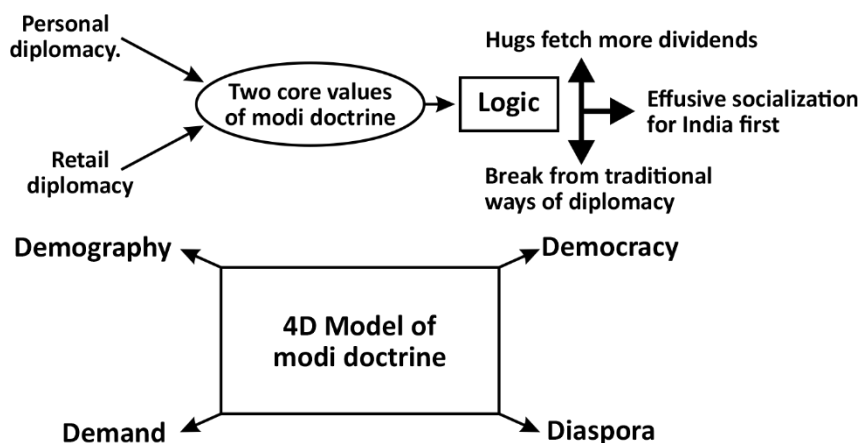 Personal
diplomacy.
Retail
diplomacy
Two core values
of modi doctrine
Logic
Hugs fetch more dividends
Effusive socialization
for India first
Break from traditional
ways of diplomacy
Demography
Democracy
4D Model of
modi doctrine
Demand
Diaspora